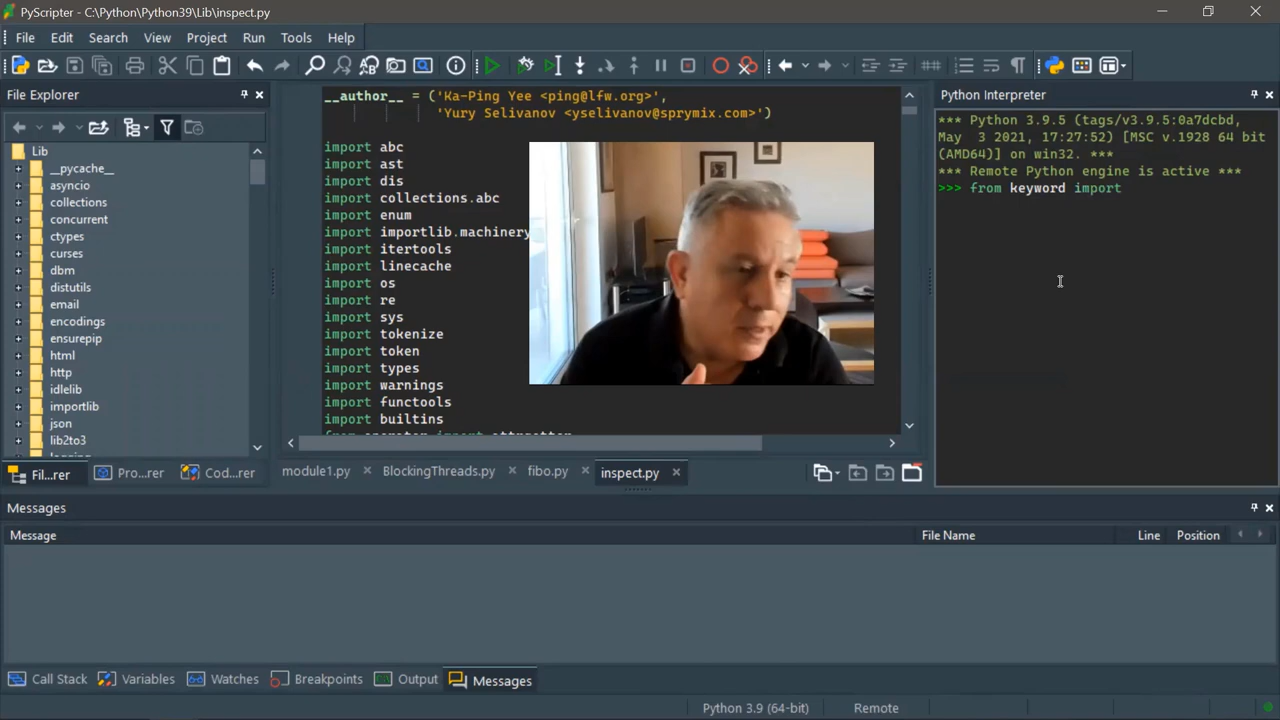 PyScripter - C:\Python\Python39\Lib\inspect.py
File Edit Search View Project Run Tools Help
File Explorer
Lib
__pycache__
asyncio
collections
concurrent
ctypes
curses
dbm
distutils
email
encodings
ensurepip
html
http
idlelib
importlib
json
lib2to3
Fil...rer Pro...rer Cod...rer
__author__ = ('Ka-Ping Yee <ping@lfw.org>',
'Yury Selivanov <yselivanov@sprymix.com>')
import abc
import ast
import dis
import collections.abc
import enum
import importlib.machinery
import itertools
import linecache
import os
import re
import sys
import tokenize
import token
import types
import warnings
import functools
import builtins
module1.py BlockingThreads.py fibo.py inspect.py
Python Interpreter
*** Python 3.9.5 (tags/v3.9.5:0a7dcbd,
May  3 2021, 17:27:52) [MSC v.1928 64 bit
(AMD64)] on win32. ***
*** Remote Python engine is active ***
>>> from keyword import
Messages
Message File Name Line Position
Call Stack Variables Watches Breakpoints Output Messages
Python 3.9 (64-bit) Remote